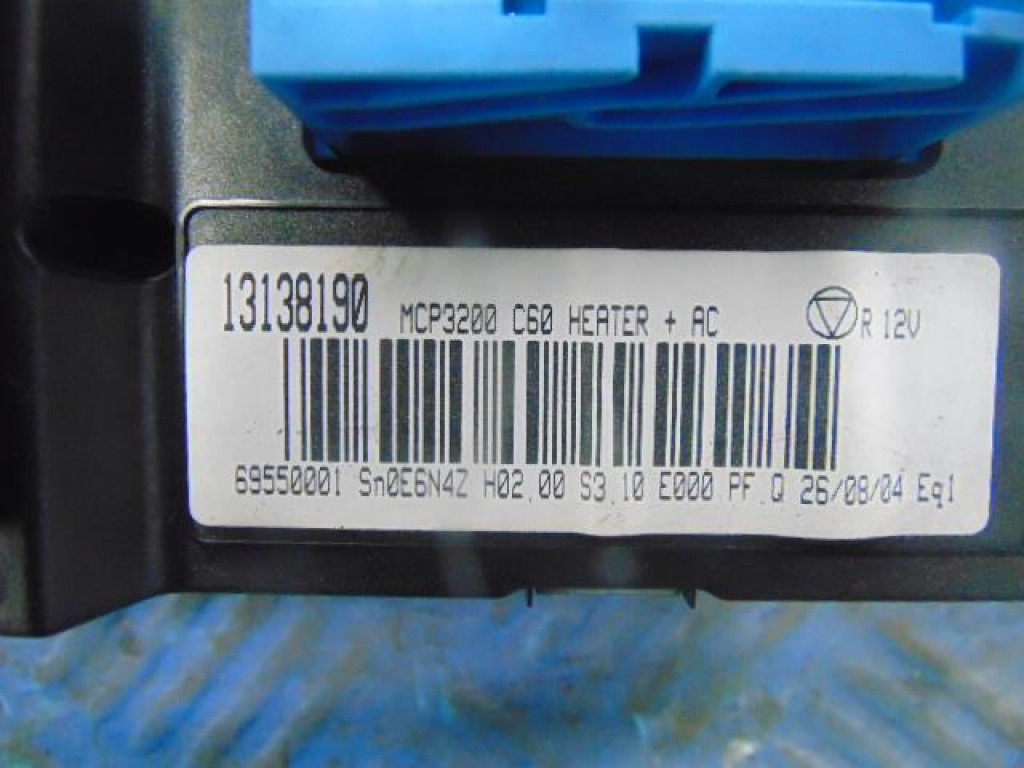 13138190 MCP3200 C60 HEATER + AC R 12V
69550001 Sn0E6N4Z H02.00 S3.10 E000 PF Q 26/08/04 Eq1